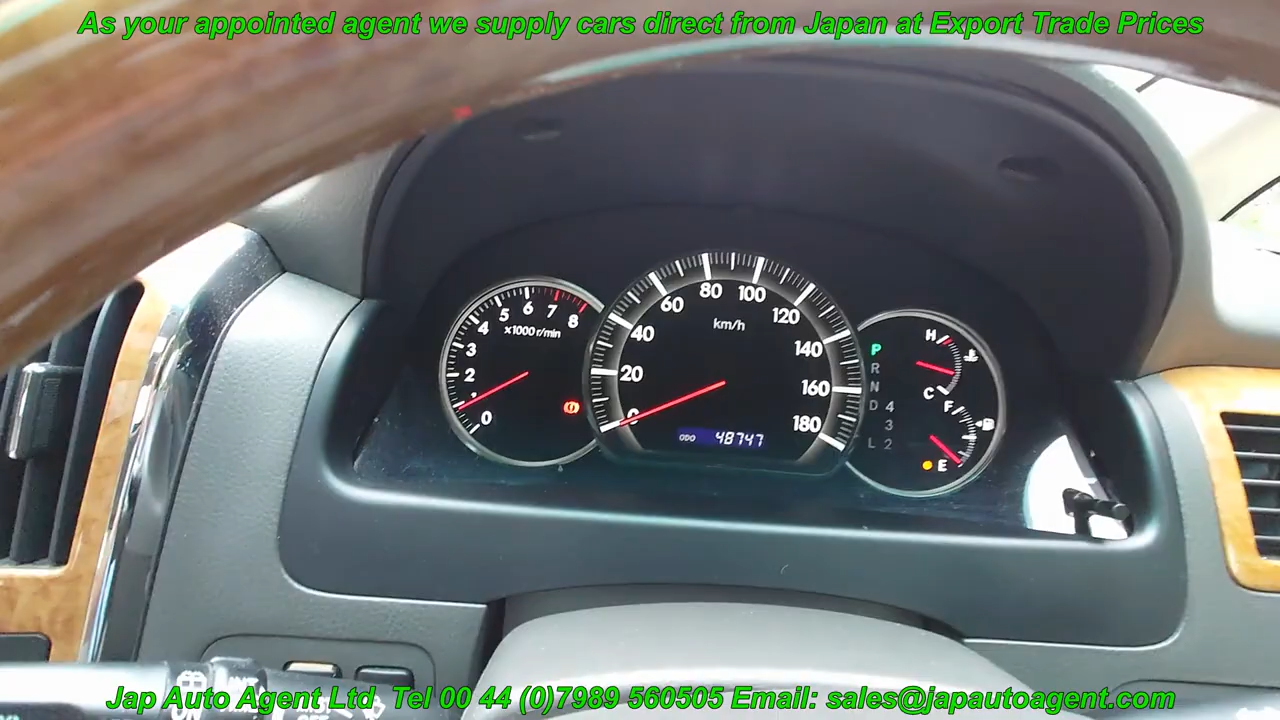 As your appointed agent we supply cars direct from Japan at Export Trade Prices
0 2 3 4 5 6 7 8
x1000 r/min
0 20 40 60 80 100 120 140 160 180
km/h
ODO 48747
P
R
N
D 4
3
L 2
H
C
F
E
Jap Auto Agent Ltd Tel 00 44 (0)7989 560505 Email: sales@japautoagent.com